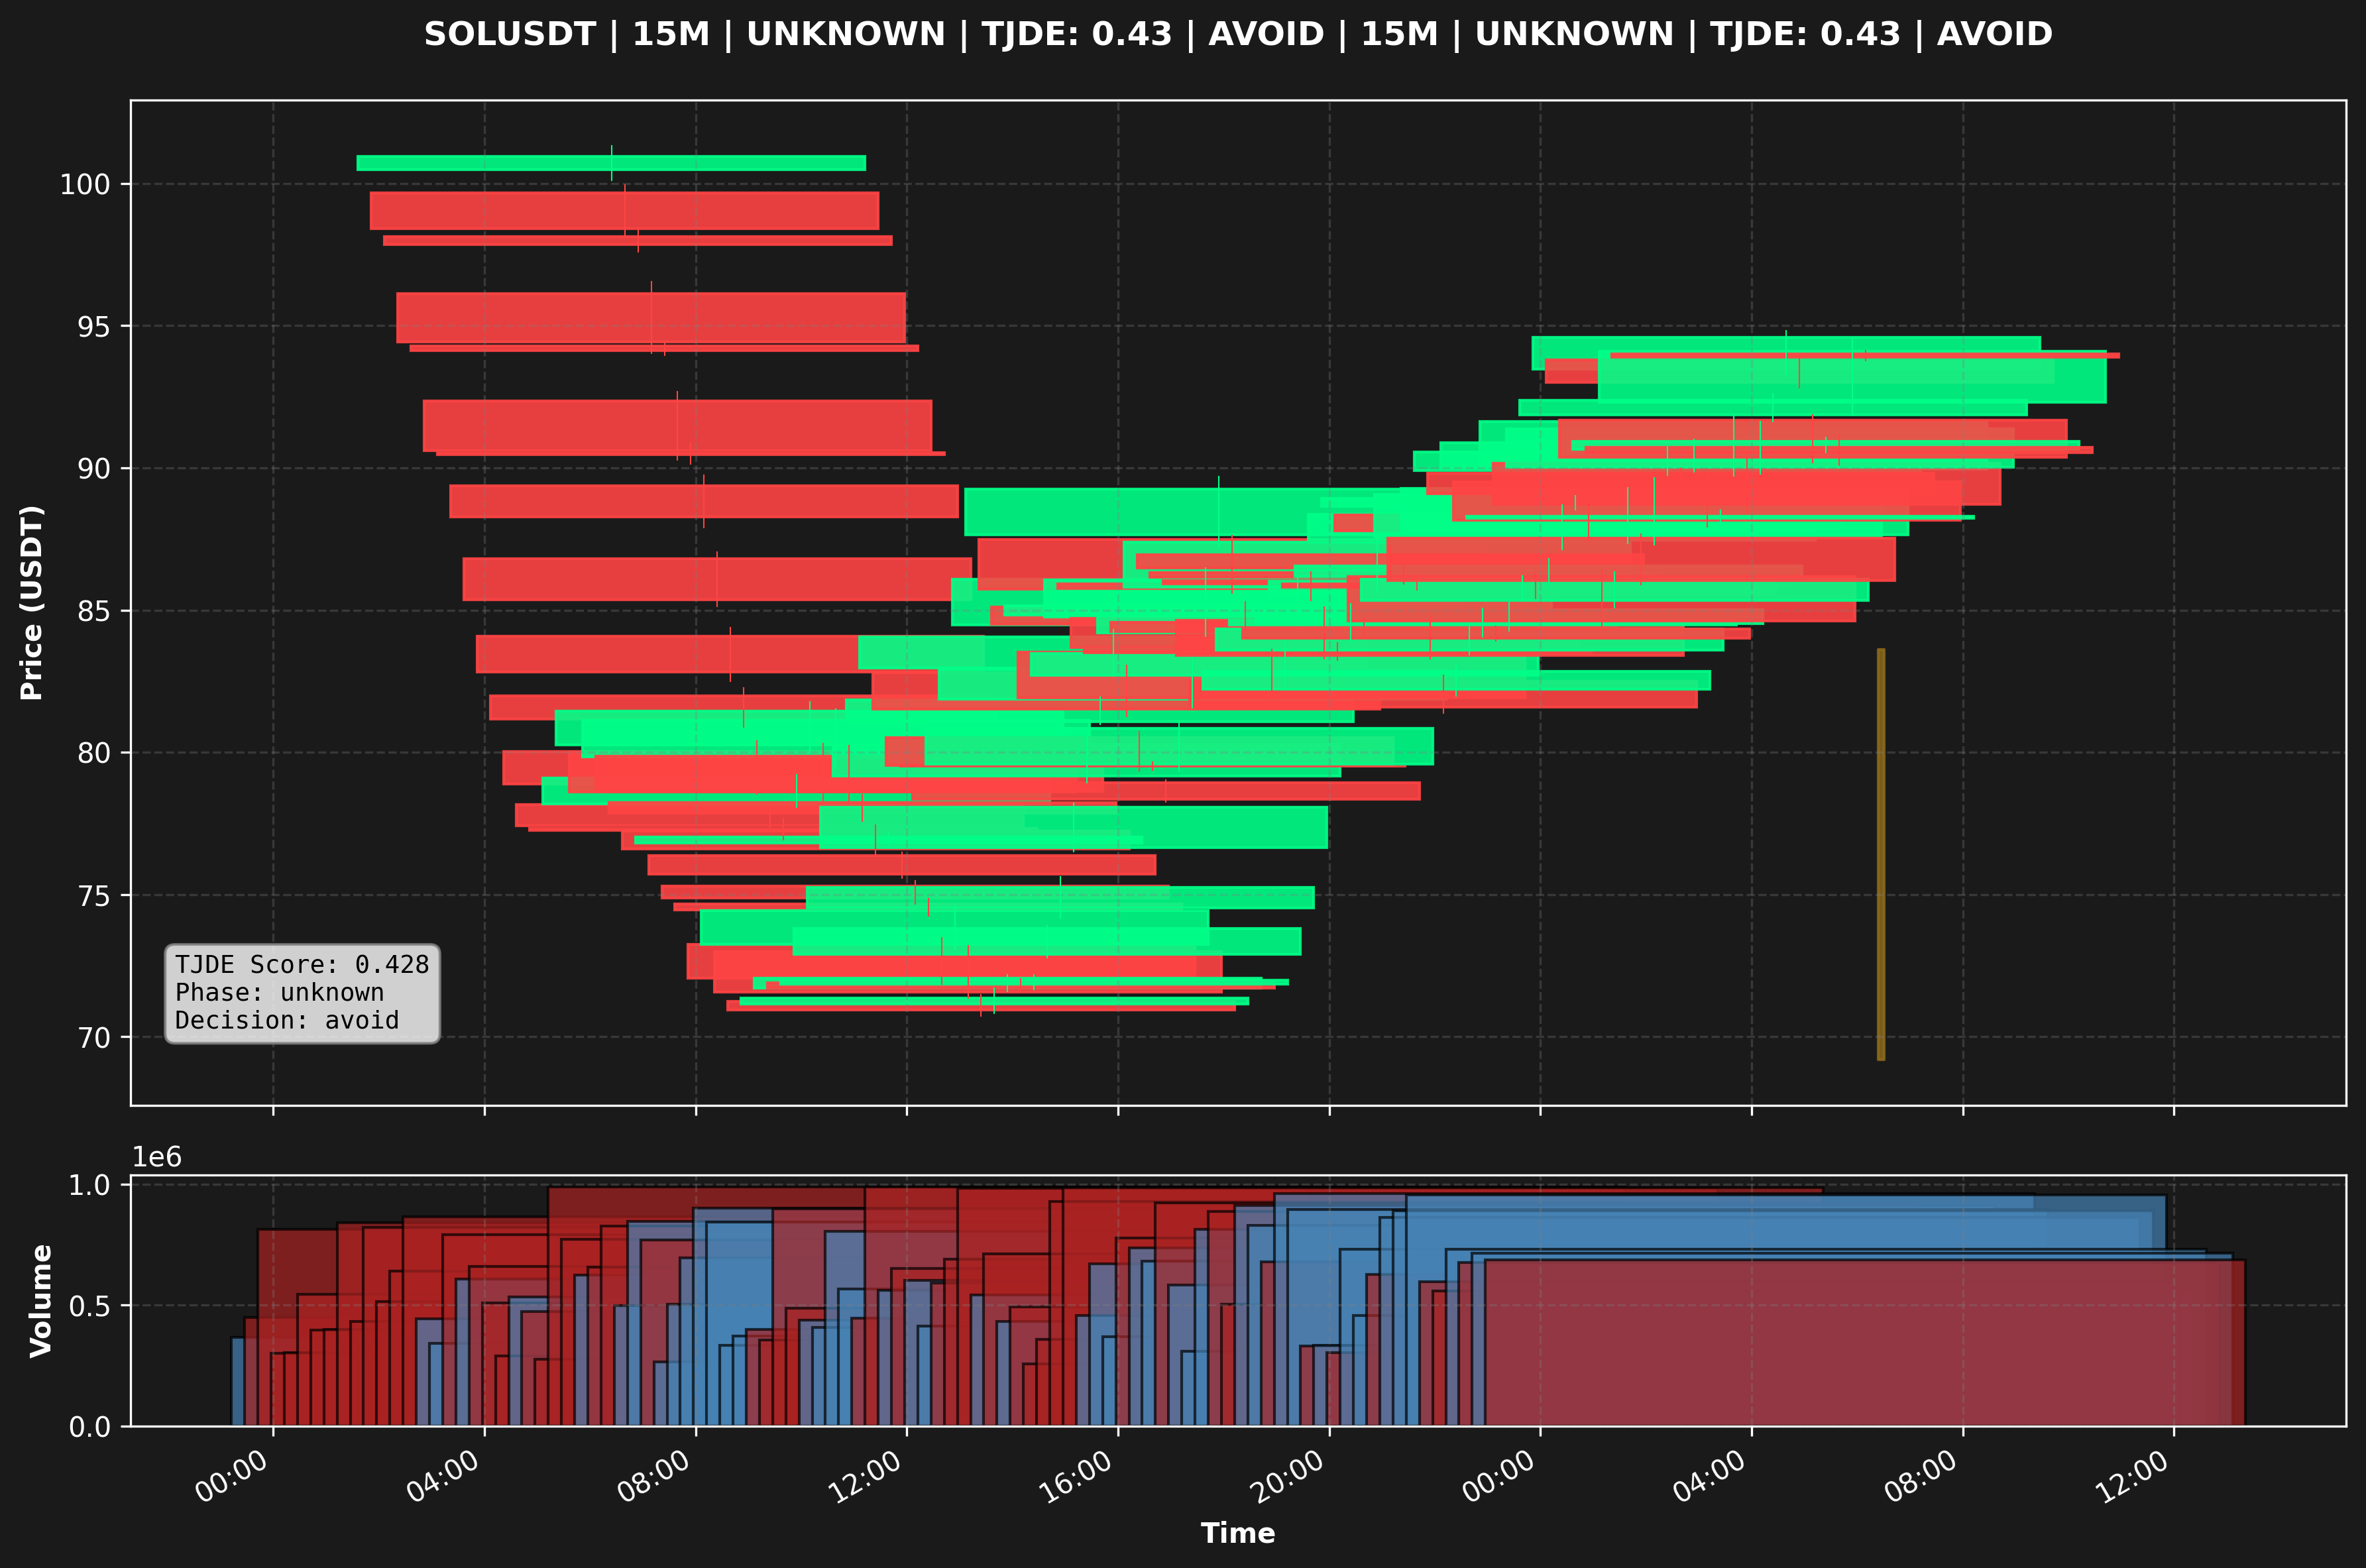 SOLUSDT | 15M | UNKNOWN | TJDE: 0.43 | AVOID | 15M | UNKNOWN | TJDE: 0.43 | AVOID
Price (USDT)
100
95
90
85
80
75
70
TJDE Score: 0.428
Phase: unknown
Decision: avoid
1e6
Volume
1.0
0.5
0.0
00:00
04:00
08:00
12:00
16:00
20:00
00:00
04:00
08:00
12:00
Time